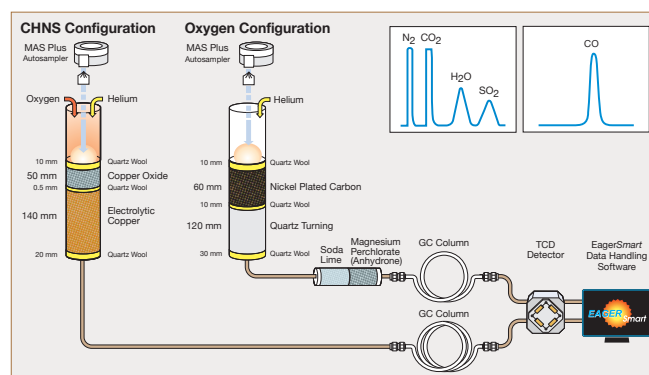 CHNS Configuration
MAS Plus
Autosampler
Oxygen
Helium
10 mm
Quartz Wool
50 mm
Copper Oxide
0.5 mm
Quartz Wool
140 mm
Electrolytic
Copper
20 mm
Quartz Wool
Oxygen Configuration
MAS Plus
Autosampler
Helium
10 mm
Quartz Wool
60 mm
Nickel Plated Carbon
10 mm
Quartz Wool
120 mm
Quartz Turning
30 mm
Quartz Wool
N2 CO2
H2O
SO2
CO
Soda
Lime
Magnesium
Perchlorate
(Anhydrone)
GC Column
GC Column
TCD
Detector
EagerSmart
Data Handling
Software
EAGER
Smart